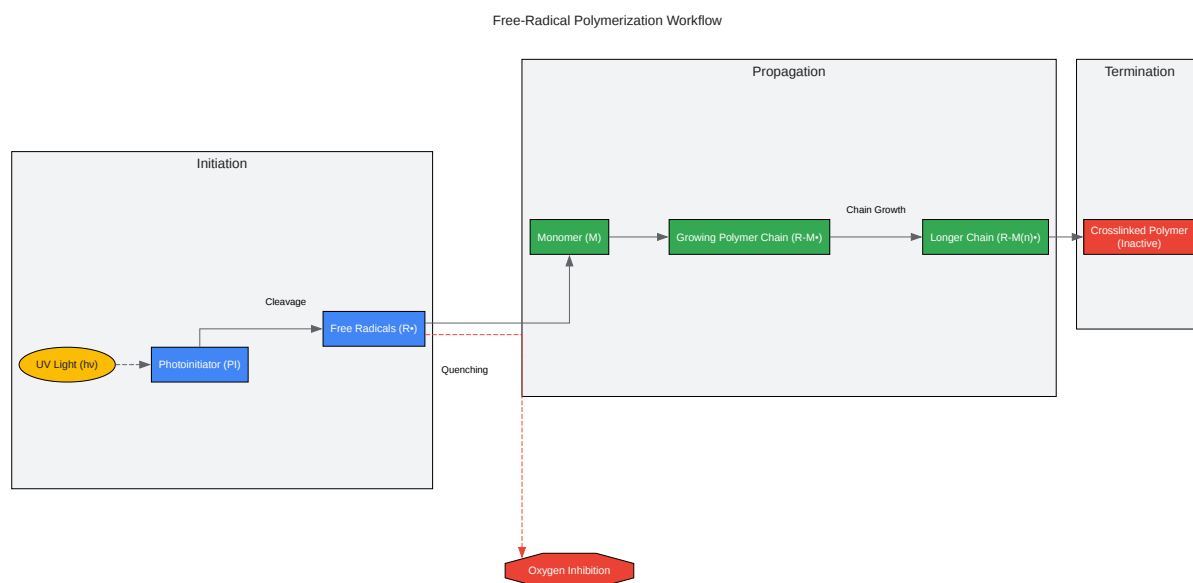 Free-Radical Polymerization Workflow
Propagation
Termination
Initiation
Chain Growth
Monomer (M)
Growing Polymer Chain (R-M•)
Longer Chain (R-M(n)•)
Crosslinked Polymer
(Inactive)
Cleavage
Free Radicals (R•)
UV Light (hv)
Photoinitiator (PI)
Quenching
Oxygen Inhibition